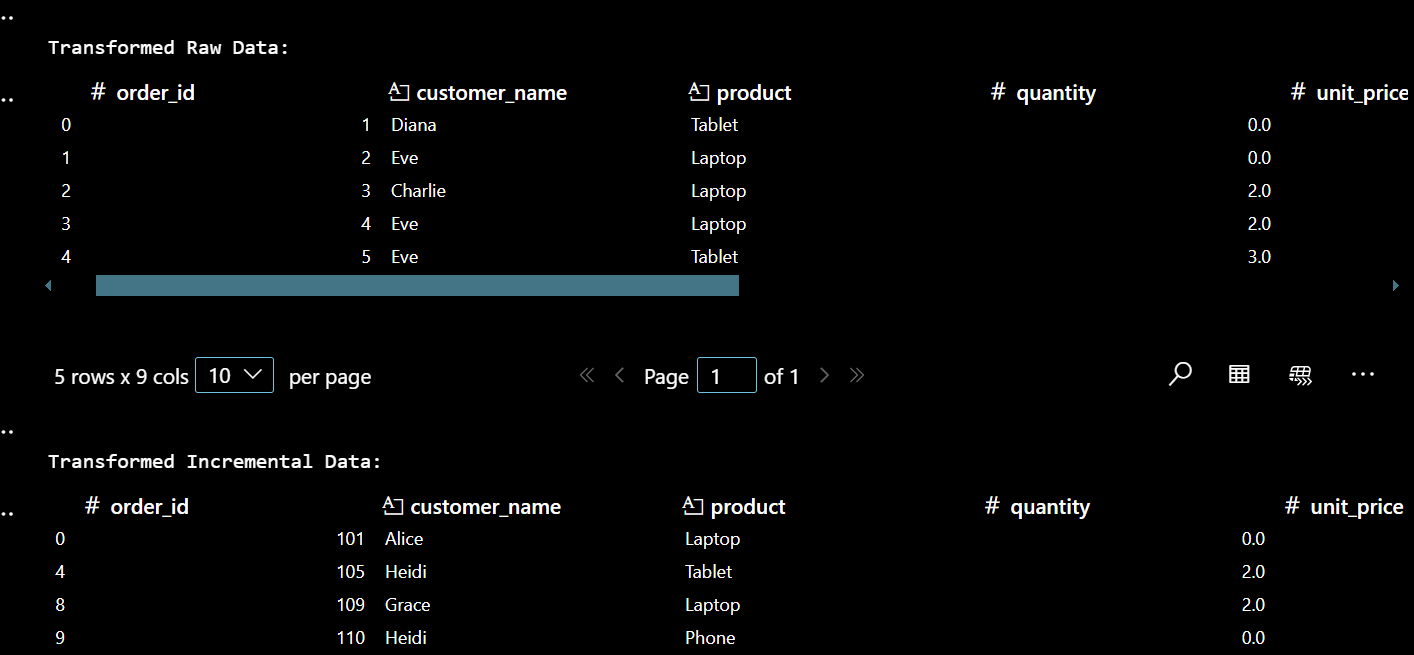 Transformed Raw Data:
# order_id customer_name product quantity # unit_price
0 1 Diana Tablet 0.0
1 2 Eve Laptop 0.0
2 3 Charlie Laptop 2.0
3 4 Eve Laptop 2.0
4 5 Eve Tablet 3.0
5 rows x 9 cols 10 per page Page 1 of 1
Transformed Incremental Data:
# order_id customer_name product # quantity # unit_price
0 101 Alice Laptop 0.0
4 105 Heidi Tablet 2.0
8 109 Grace Laptop 2.0
9 110 Heidi Phone 0.0